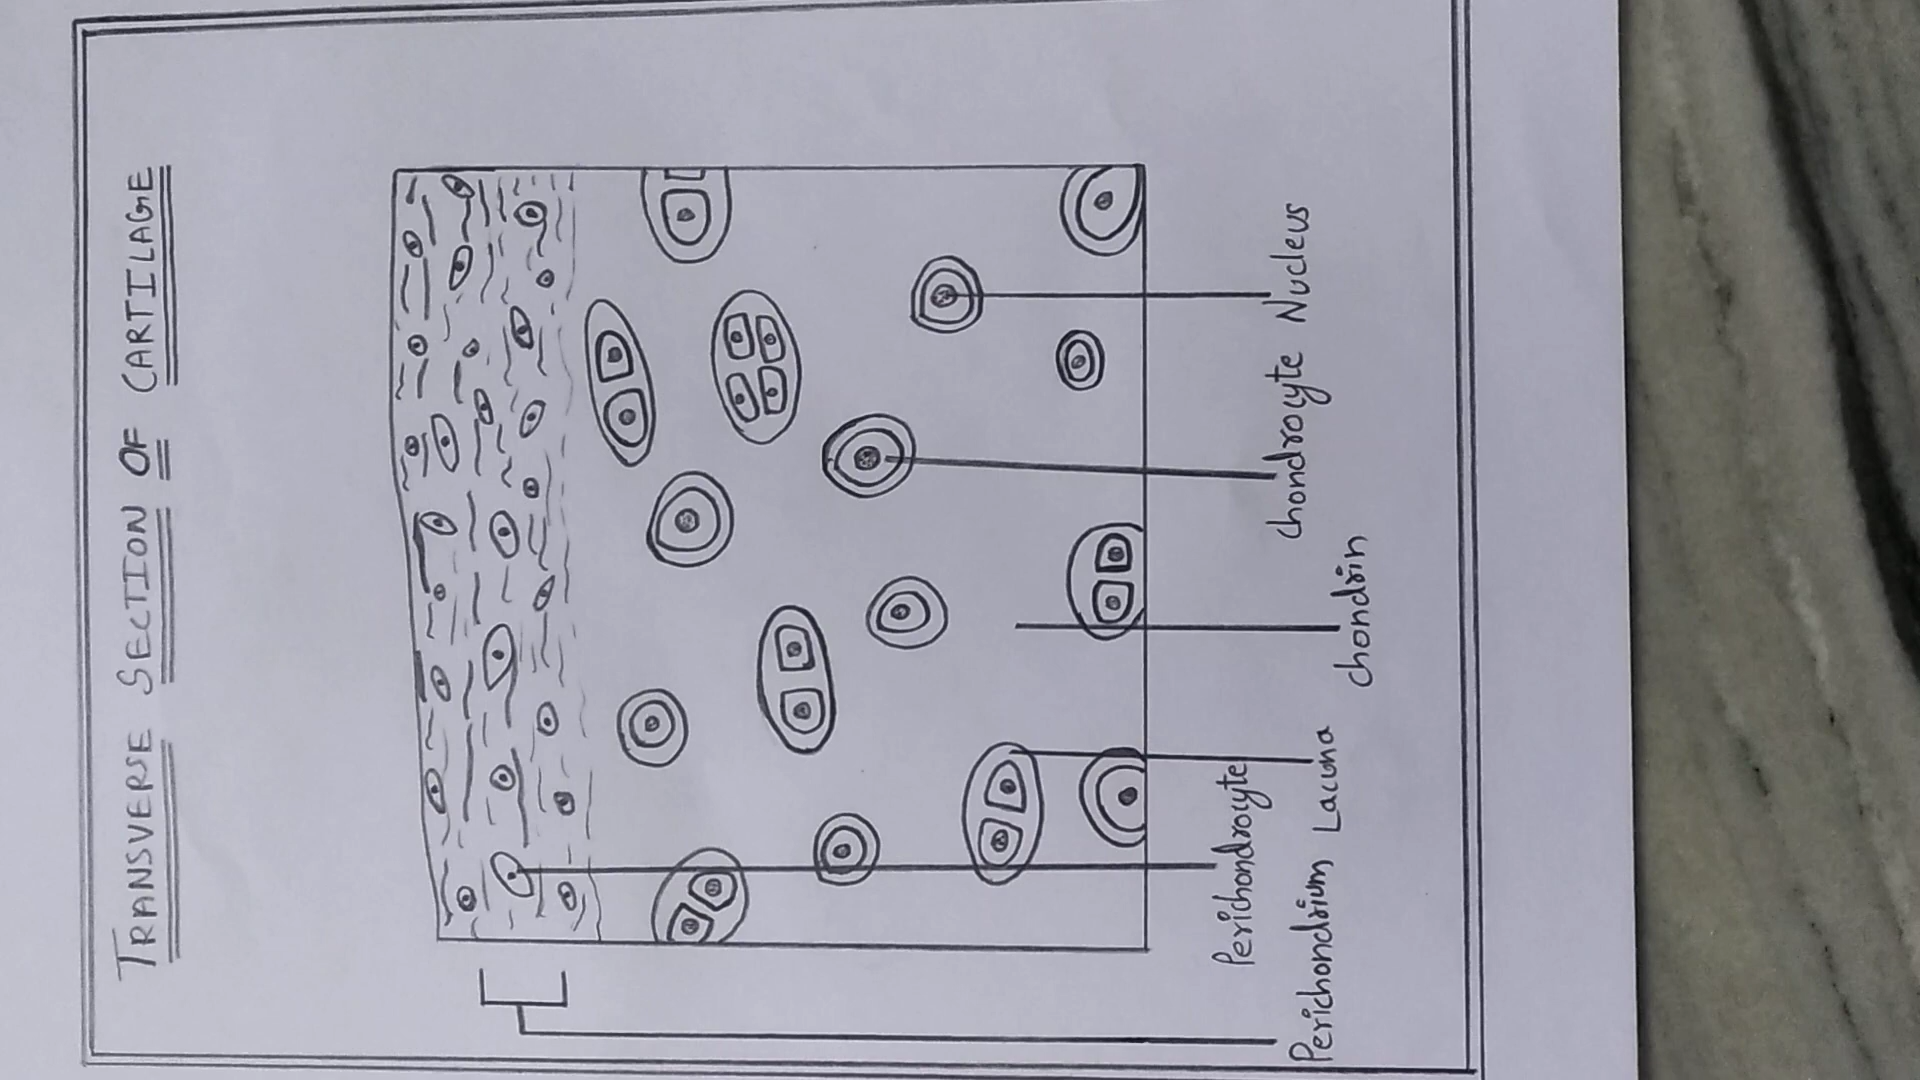 TRANSVERSE SECTION OF CARTILAGE
Perichondrium
Perichondrocyte
Lacuna
chondrin
chondrocyte
Nucleus